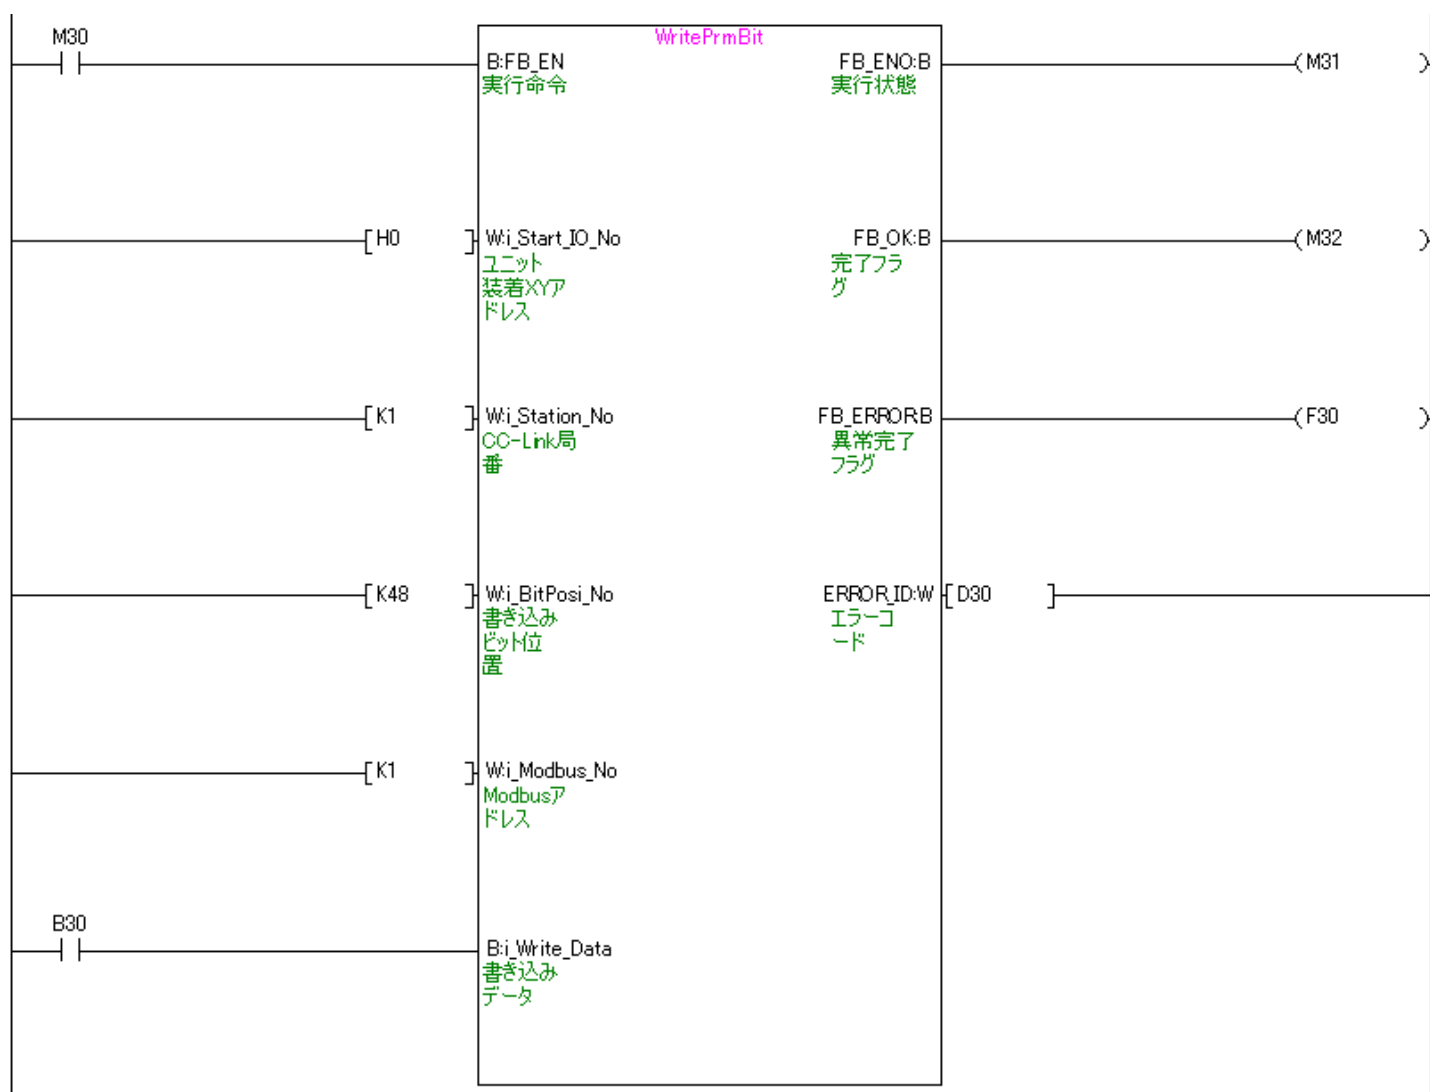 WritePrmBit
M30
B:FB_EN
実行命令
FB_ENO:B
実行状態
M31
H0
W:i_Start_IO_No
ユニット
装着XYア
ドレス
FB_OK:B
完了フラ
グ
M32
K1
W:i_Station_No
CC-Link局
番
FB_ERROR:B
異常完了
フラグ
F30
K48
W:i_BitPosi_No
書き込み
ビット位
置
ERROR_ID:W
エラーコ
ード
D30
K1
W:i_Modbus_No
Modbusア
ドレス
B30
B:i_Write_Data
書き込み
データ